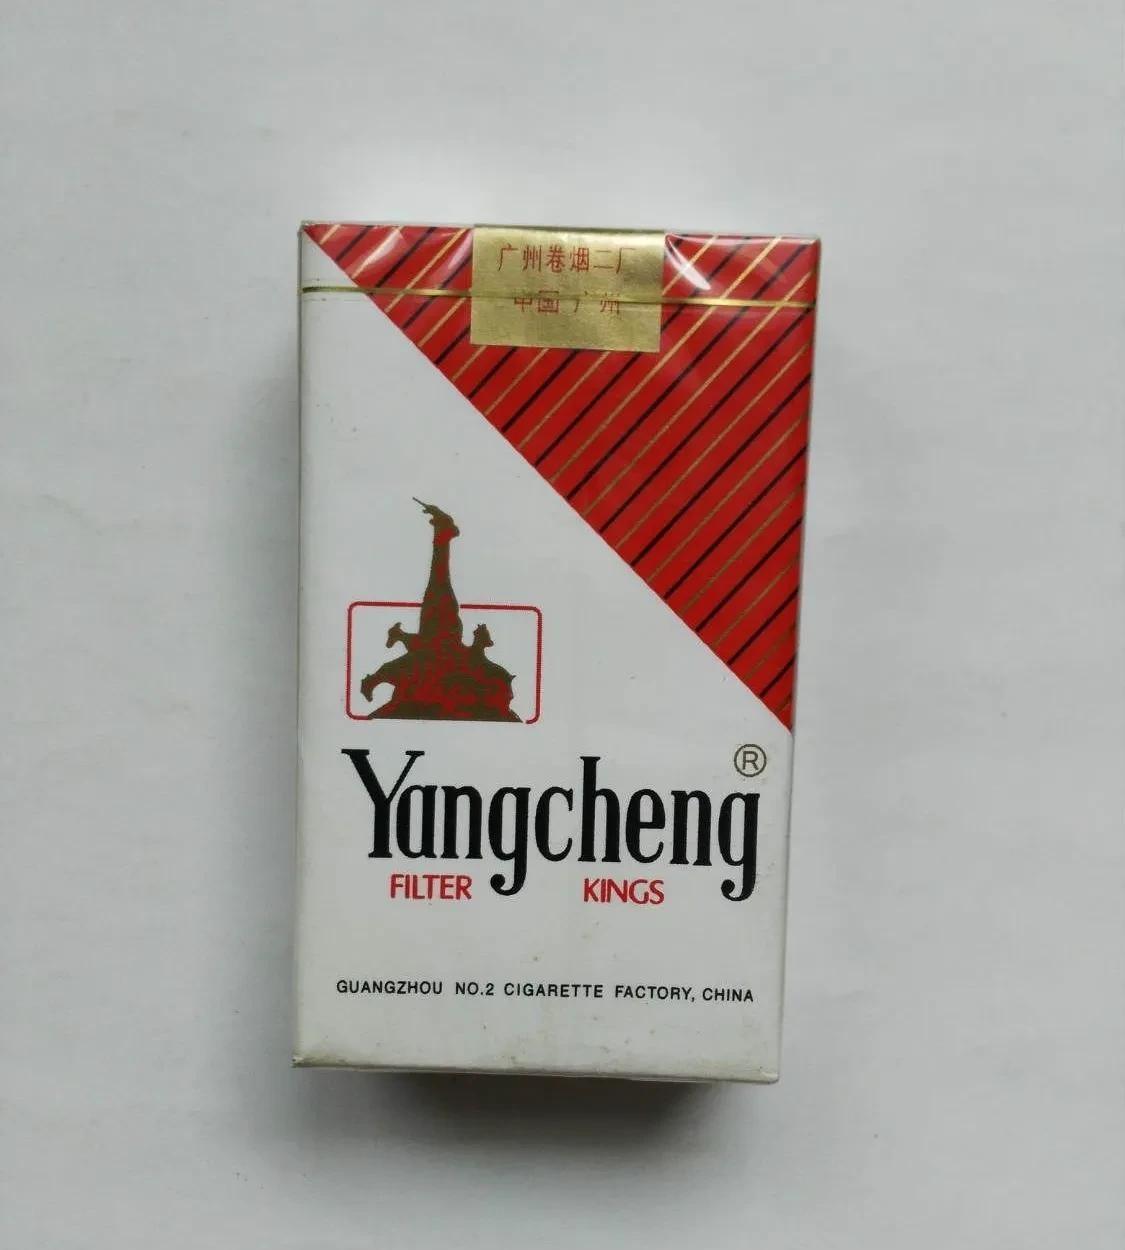 广州卷烟二厂
中国 广州
Yangcheng ®
FILTER KINGS
GUANGZHOU NO.2 CIGARETTE FACTORY, CHINA